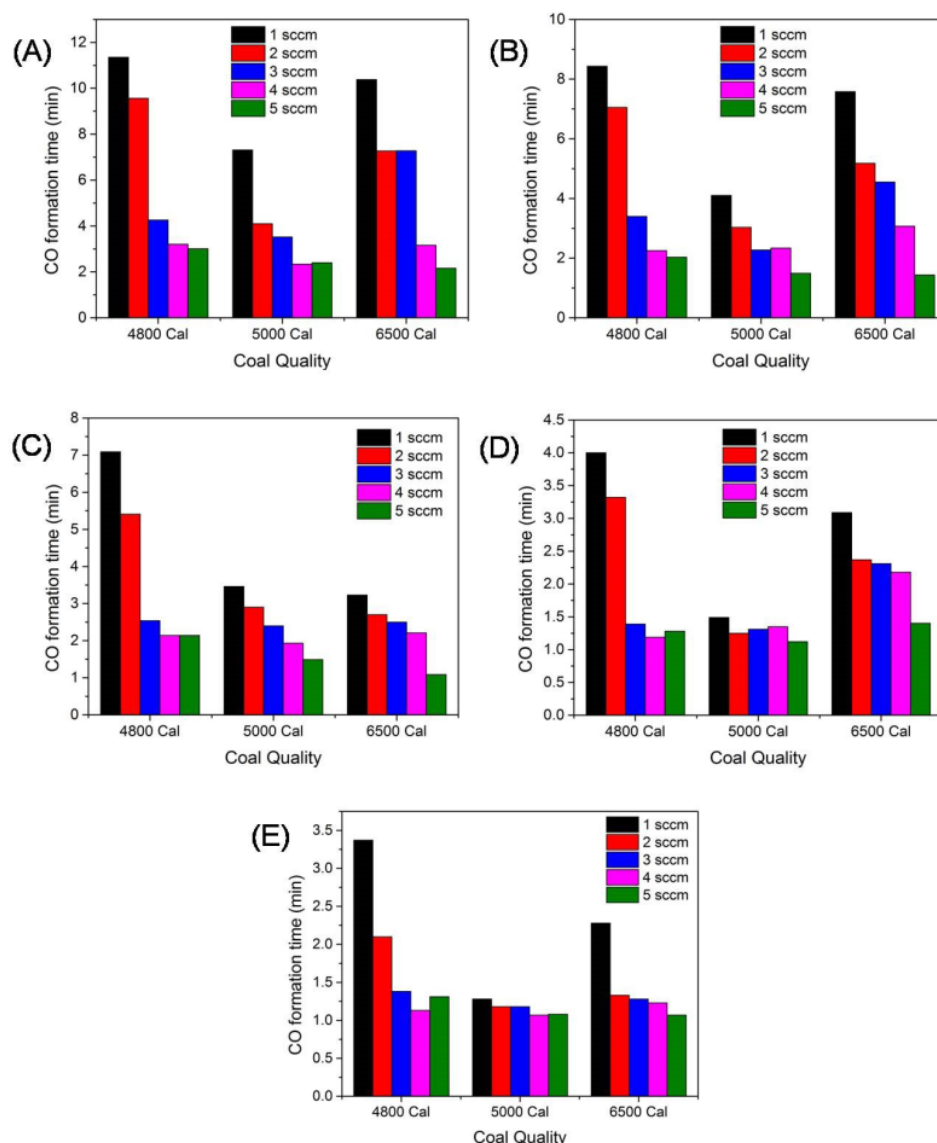 (A)
CO formation time (min)
12
10
8
6
4
2
0
1 sccm
2 sccm
3 sccm
4 sccm
5 sccm
4800 Cal 5000 Cal 6500 Cal
Coal Quality
(B)
CO formation time (min)
10
8
6
4
2
0
1 sccm
2 sccm
3 sccm
4 sccm
5 sccm
4800 Cal 5000 Cal 6500 Cal
Coal Quality
(C)
CO formation time (min)
8
7
6
5
4
3
2
1
0
1 sccm
2 sccm
3 sccm
4 sccm
5 sccm
4800 Cal 5000 Cal 6500 Cal
Coal Quality
(D)
CO formation time (min)
4.5
4.0
3.5
3.0
2.5
2.0
1.5
1.0
0.5
0.0
1 sccm
2 sccm
3 sccm
4 sccm
5 sccm
4800 Cal 5000 Cal 6500 Cal
Coal Quality
(E)
CO formation time (min)
3.5
3.0
2.5
2.0
1.5
1.0
0.5
0.0
1 sccm
2 sccm
3 sccm
4 sccm
5 sccm
4800 Cal 5000 Cal 6500 Cal
Coal Quality